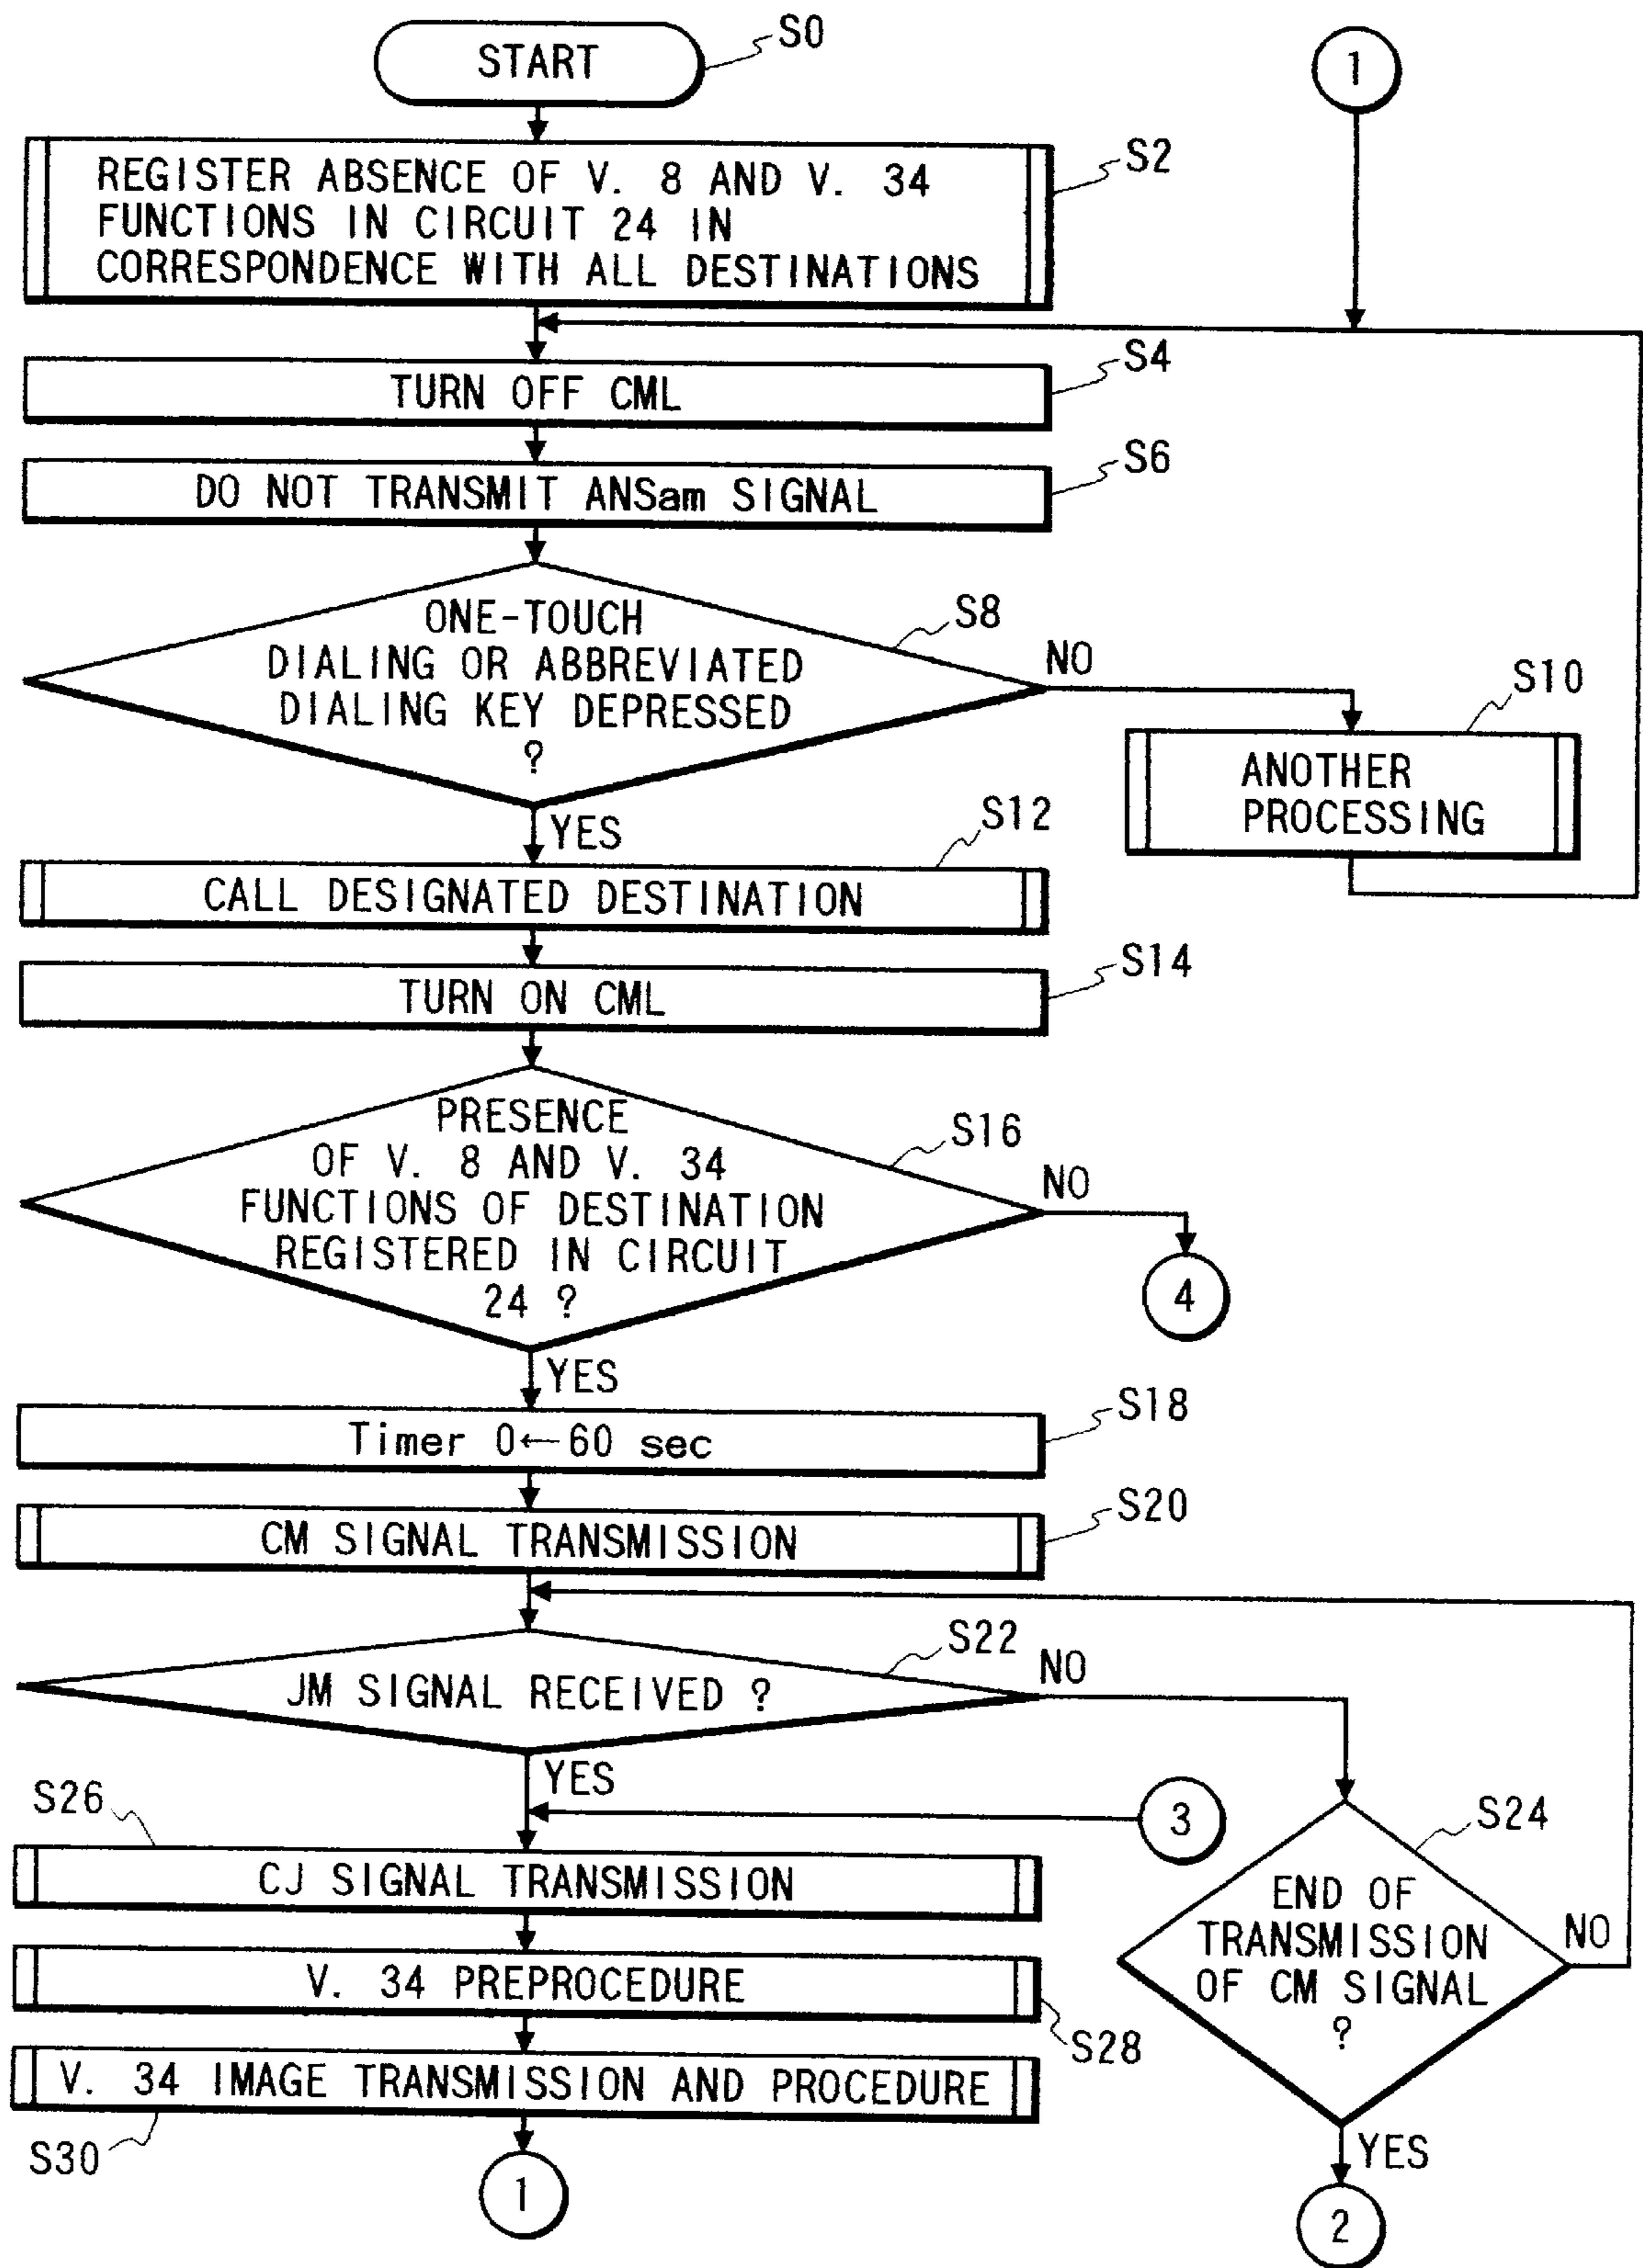 START
S0
1
REGISTER ABSENCE OF V. 8 AND V. 34
FUNCTIONS IN CIRCUIT 24 IN
CORRESPONDENCE WITH ALL DESTINATIONS
S2
TURN OFF CML
S4
DO NOT TRANSMIT ANSam SIGNAL
S6
ONE-TOUCH
DIALING OR ABBREVIATED
DIALING KEY DEPRESSED
?
S8
NO
S10
ANOTHER
PROCESSING
YES
S12
CALL DESIGNATED DESTINATION
S14
TURN ON CML
PRESENCE
OF V. 8 AND V. 34
FUNCTIONS OF DESTINATION
REGISTERED IN CIRCUIT
24 ?
S16
NO
4
YES
S18
Timer 0←60 sec
S20
CM SIGNAL TRANSMISSION
S22
JM SIGNAL RECEIVED ?
NO
YES
3
S24
END OF
TRANSMISSION
OF CM SIGNAL
?
NO
YES
2
S26
CJ SIGNAL TRANSMISSION
V. 34 PREPROCEDURE
S28
V. 34 IMAGE TRANSMISSION AND PROCEDURE
S30
1